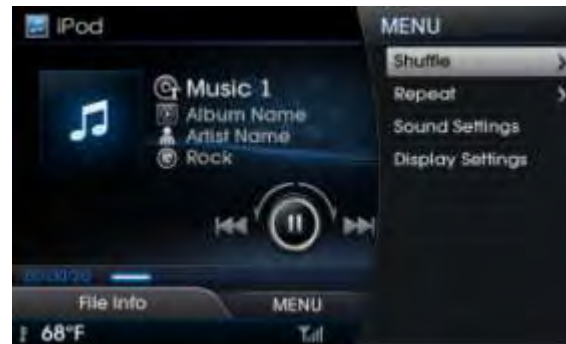 iPod
Music 1
Album Name
Artist Name
Rock
File Info
MENU
68°F
MENU
Shuffle
Repeat
Sound Settings
Display Settings